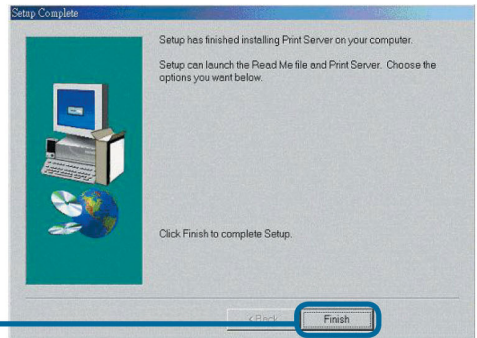 Setup Complete
Setup has finished installing Print Server on your computer.
Setup can launch the Read Me file and Print Server. Choose the
options you want below.
Click Finish to complete Setup.
< Back
Finish